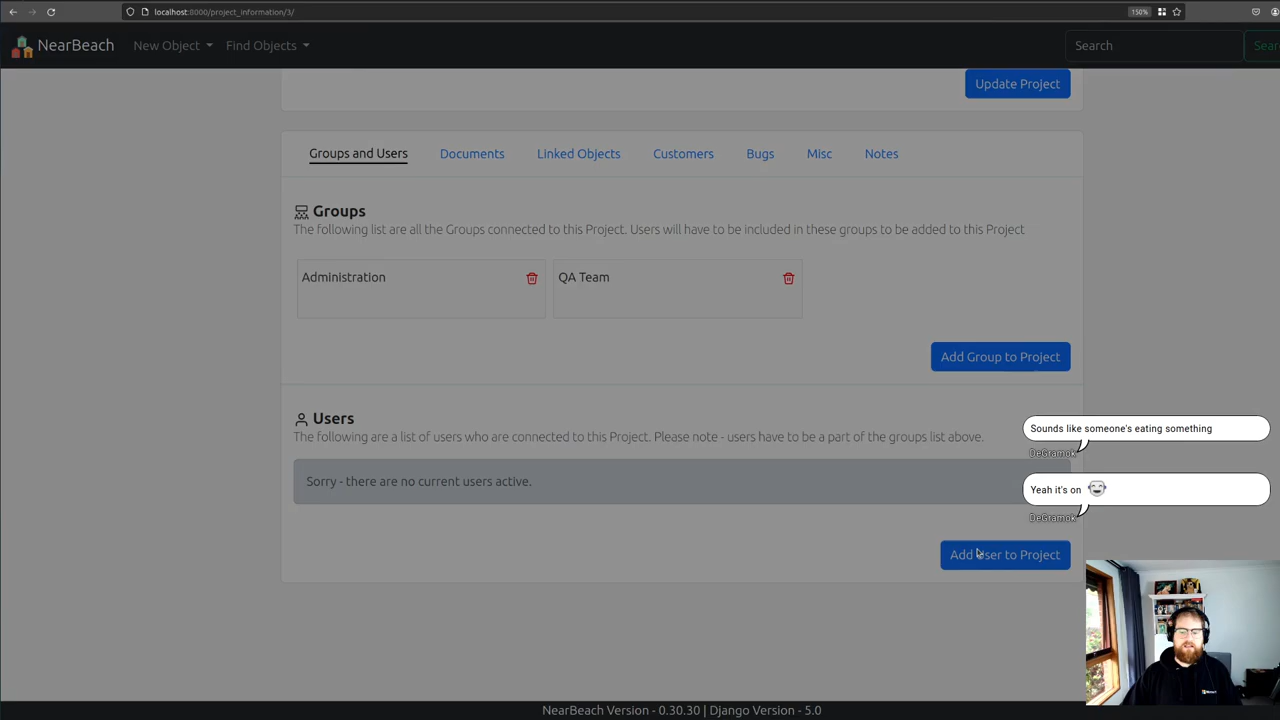 localhost:8000/project_information/3/
150%
NearBeach
New Object
Find Objects
Search
Update Project
Groups and Users
Documents
Linked Objects
Customers
Bugs
Misc
Notes
Groups
The following list are all the Groups connected to this Project. Users will have to be included in these groups to be added to this Project
Administration
QA Team
Add Group to Project
Users
The following are a list of users who are connected to this Project. Please note - users have to be a part of the groups list above.
Sorry - there are no current users active.
Add User to Project
Sounds like someone's eating something
DeGramok
Yeah it's on
DeGramok
NearBeach Version - 0.30.30 | Django Version - 5.0